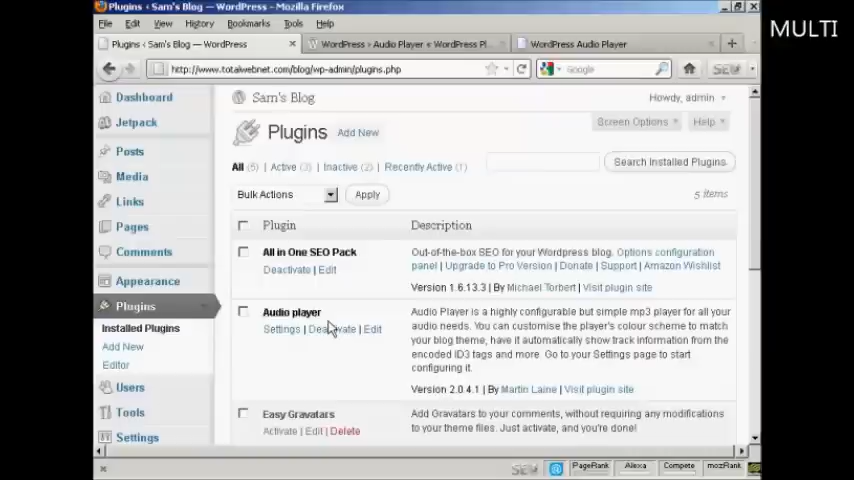 Plugins ‹ Sam's Blog — WordPress - Mozilla Firefox
MULTI
File Edit View History Bookmarks Tools SEO Help
Plugins ‹ Sam's Blog — WordPress × WordPress › Audio Player « WordPress Pl... × WordPress Audio Player × +
http://www.totalwebnet.com/blog/wp-admin/plugins.php Google
Dashboard
Jetpack
Posts
Media
Links
Pages
Comments
Appearance
Plugins
Installed Plugins
Add New
Editor
Users
Tools
Settings
Sam's Blog Howdy, admin
Plugins Add New Screen Options Help
All (5) | Active (3) | Inactive (2) | Recently Active (1) Search Installed Plugins
Bulk Actions Apply 5 items
Plugin Description
All in One SEO Pack
Deactivate | Edit
Out-of-the-box SEO for your Wordpress blog. Options configuration
panel | Upgrade to Pro Version | Donate | Support | Amazon Wishlist
Version 1.6.13.3 | By Michael Torbert | Visit plugin site
Audio player
Settings | Deactivate | Edit
Audio Player is a highly configurable but simple mp3 player for all your
audio needs. You can customise the player's colour scheme to match
your blog theme, have it automatically show track information from the
encoded ID3 tags and more. Go to your Settings page to start
configuring it.
Version 2.0.4.1 | By Martin Laine | Visit plugin site
Easy Gravatars
Activate | Edit | Delete
Add Gravatars to your comments, without requiring any modifications
to your theme files. Just activate, and you're done!
× SEO PageRank Alexa Compete mozRank